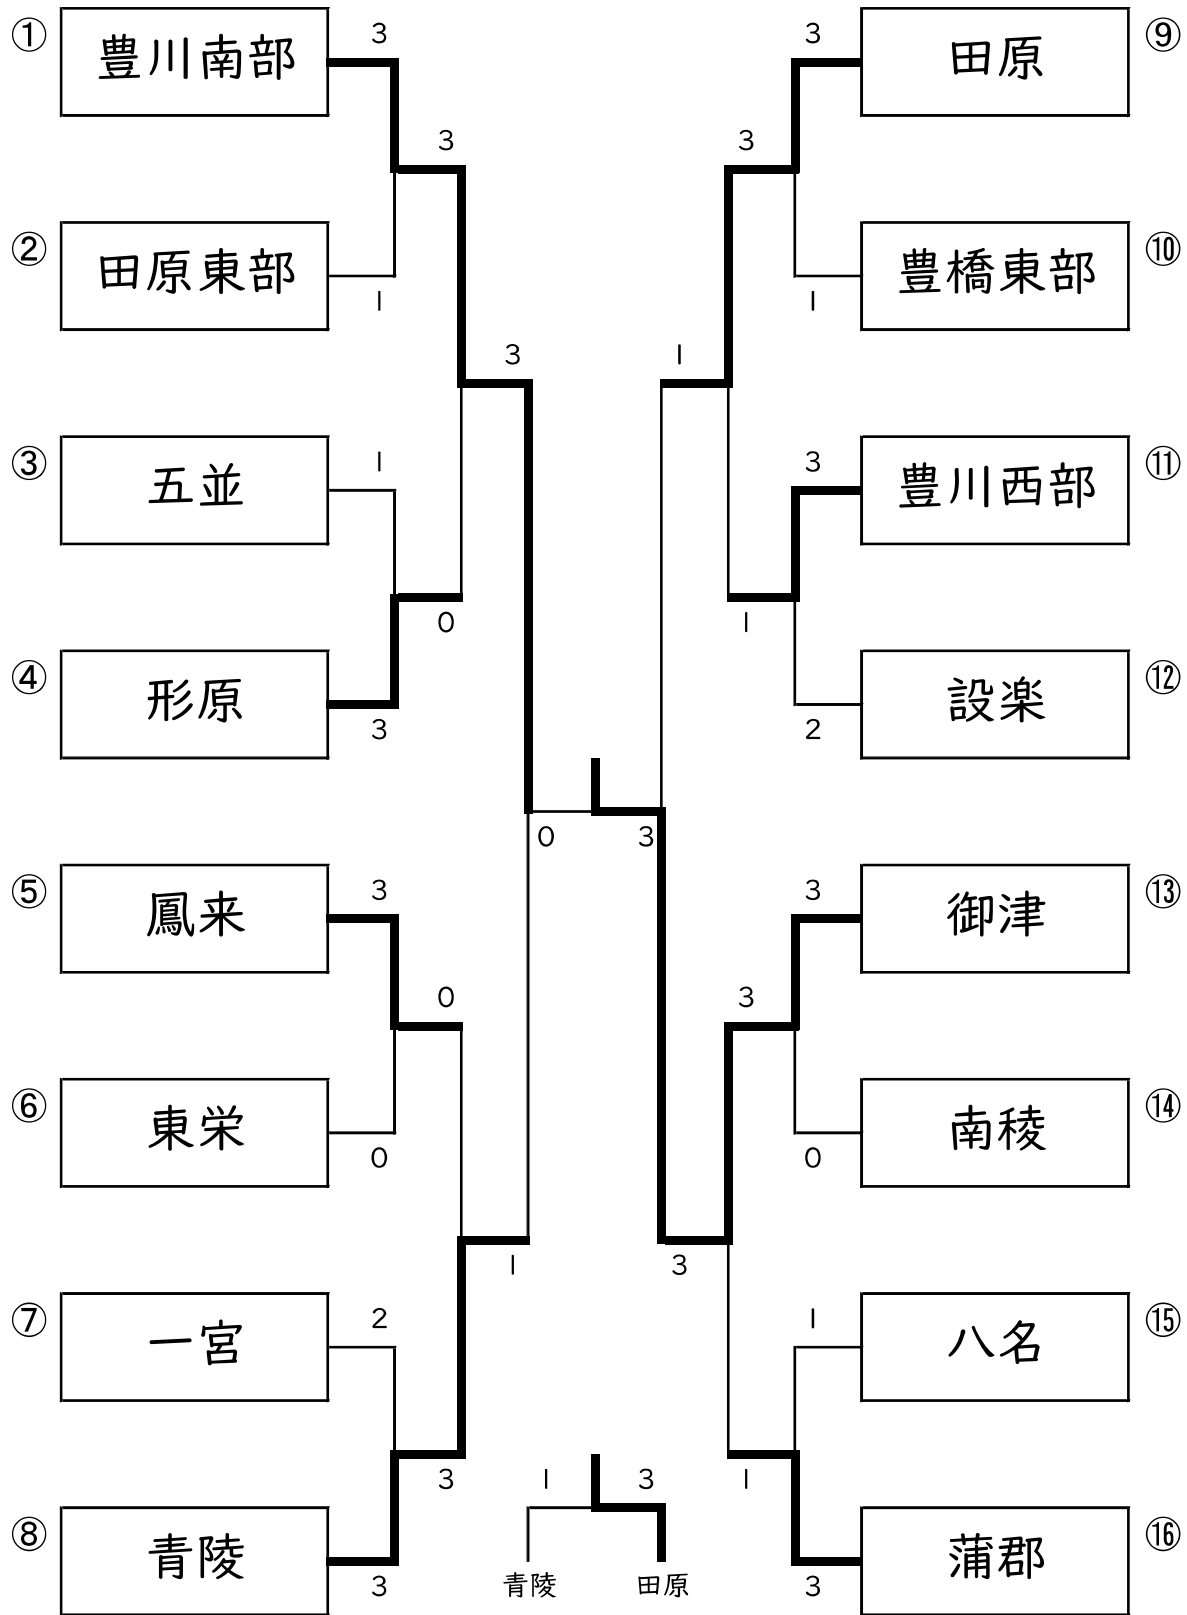 ① 豊川南部 3
3
② 田原東部 1
3
③ 五並 1
0
④ 形原 3
0
⑤ 鳳来 3
0
⑥ 東栄 0
1
⑦ 一宮 2
3
⑧ 青陵 3
3 田原 ⑨
3
1 豊橋東部 ⑩
1
3 豊川西部 ⑪
1
2 設楽 ⑫
3
3 御津 ⑬
3
0 南稜 ⑭
3
1 八名 ⑮
1
3 蒲郡 ⑯
1 3
青陵 田原